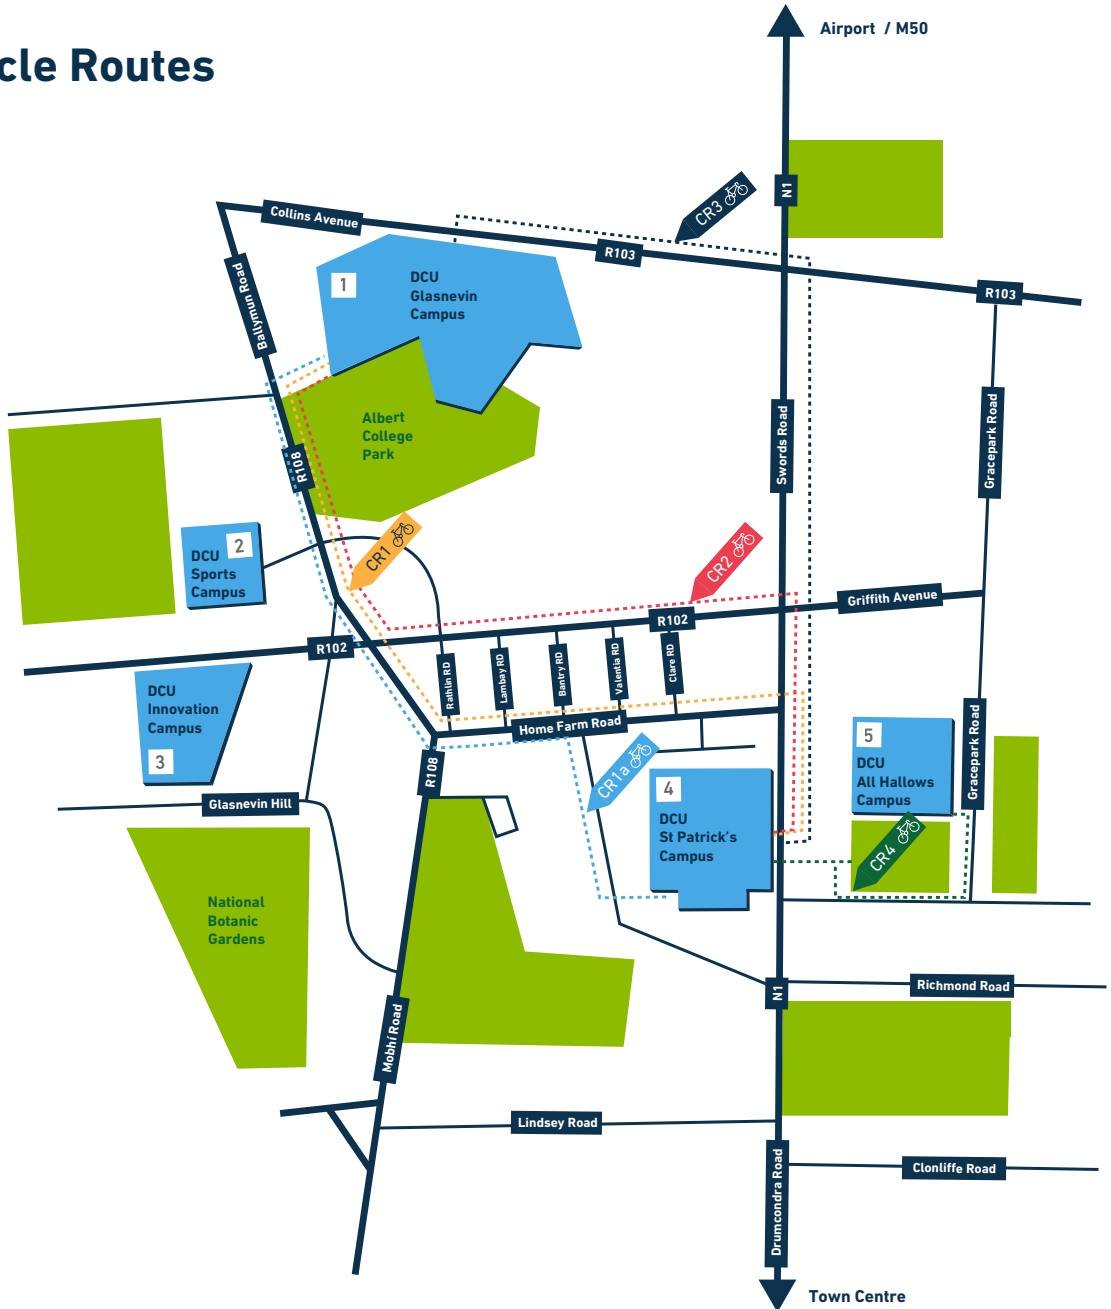 Airport / M50
cle Routes
N1
CR3
Collins Avenue
R103
R103
1
DCU
Glasnevin
Campus
Ballymun Road
Albert
College
Park
Swords Road
Gracepark Road
R108
2
DCU
Sports
Campus
CR1
CR2
Griffith Avenue
R102
R102
Rathlin RD
Lambay RD
Bantry RD
Valentia RD
Clare RD
DCU
Innovation
Campus
3
Home Farm Road
Gracepark Road
5
DCU
All Hallows
Campus
R108
CR1a
4
DCU
St Patrick's
Campus
Glasnevin Hill
CR4
National
Botanic
Gardens
N1
Richmond Road
Mobhí Road
Lindsey Road
Drumcondra Road
Clonliffe Road
Town Centre